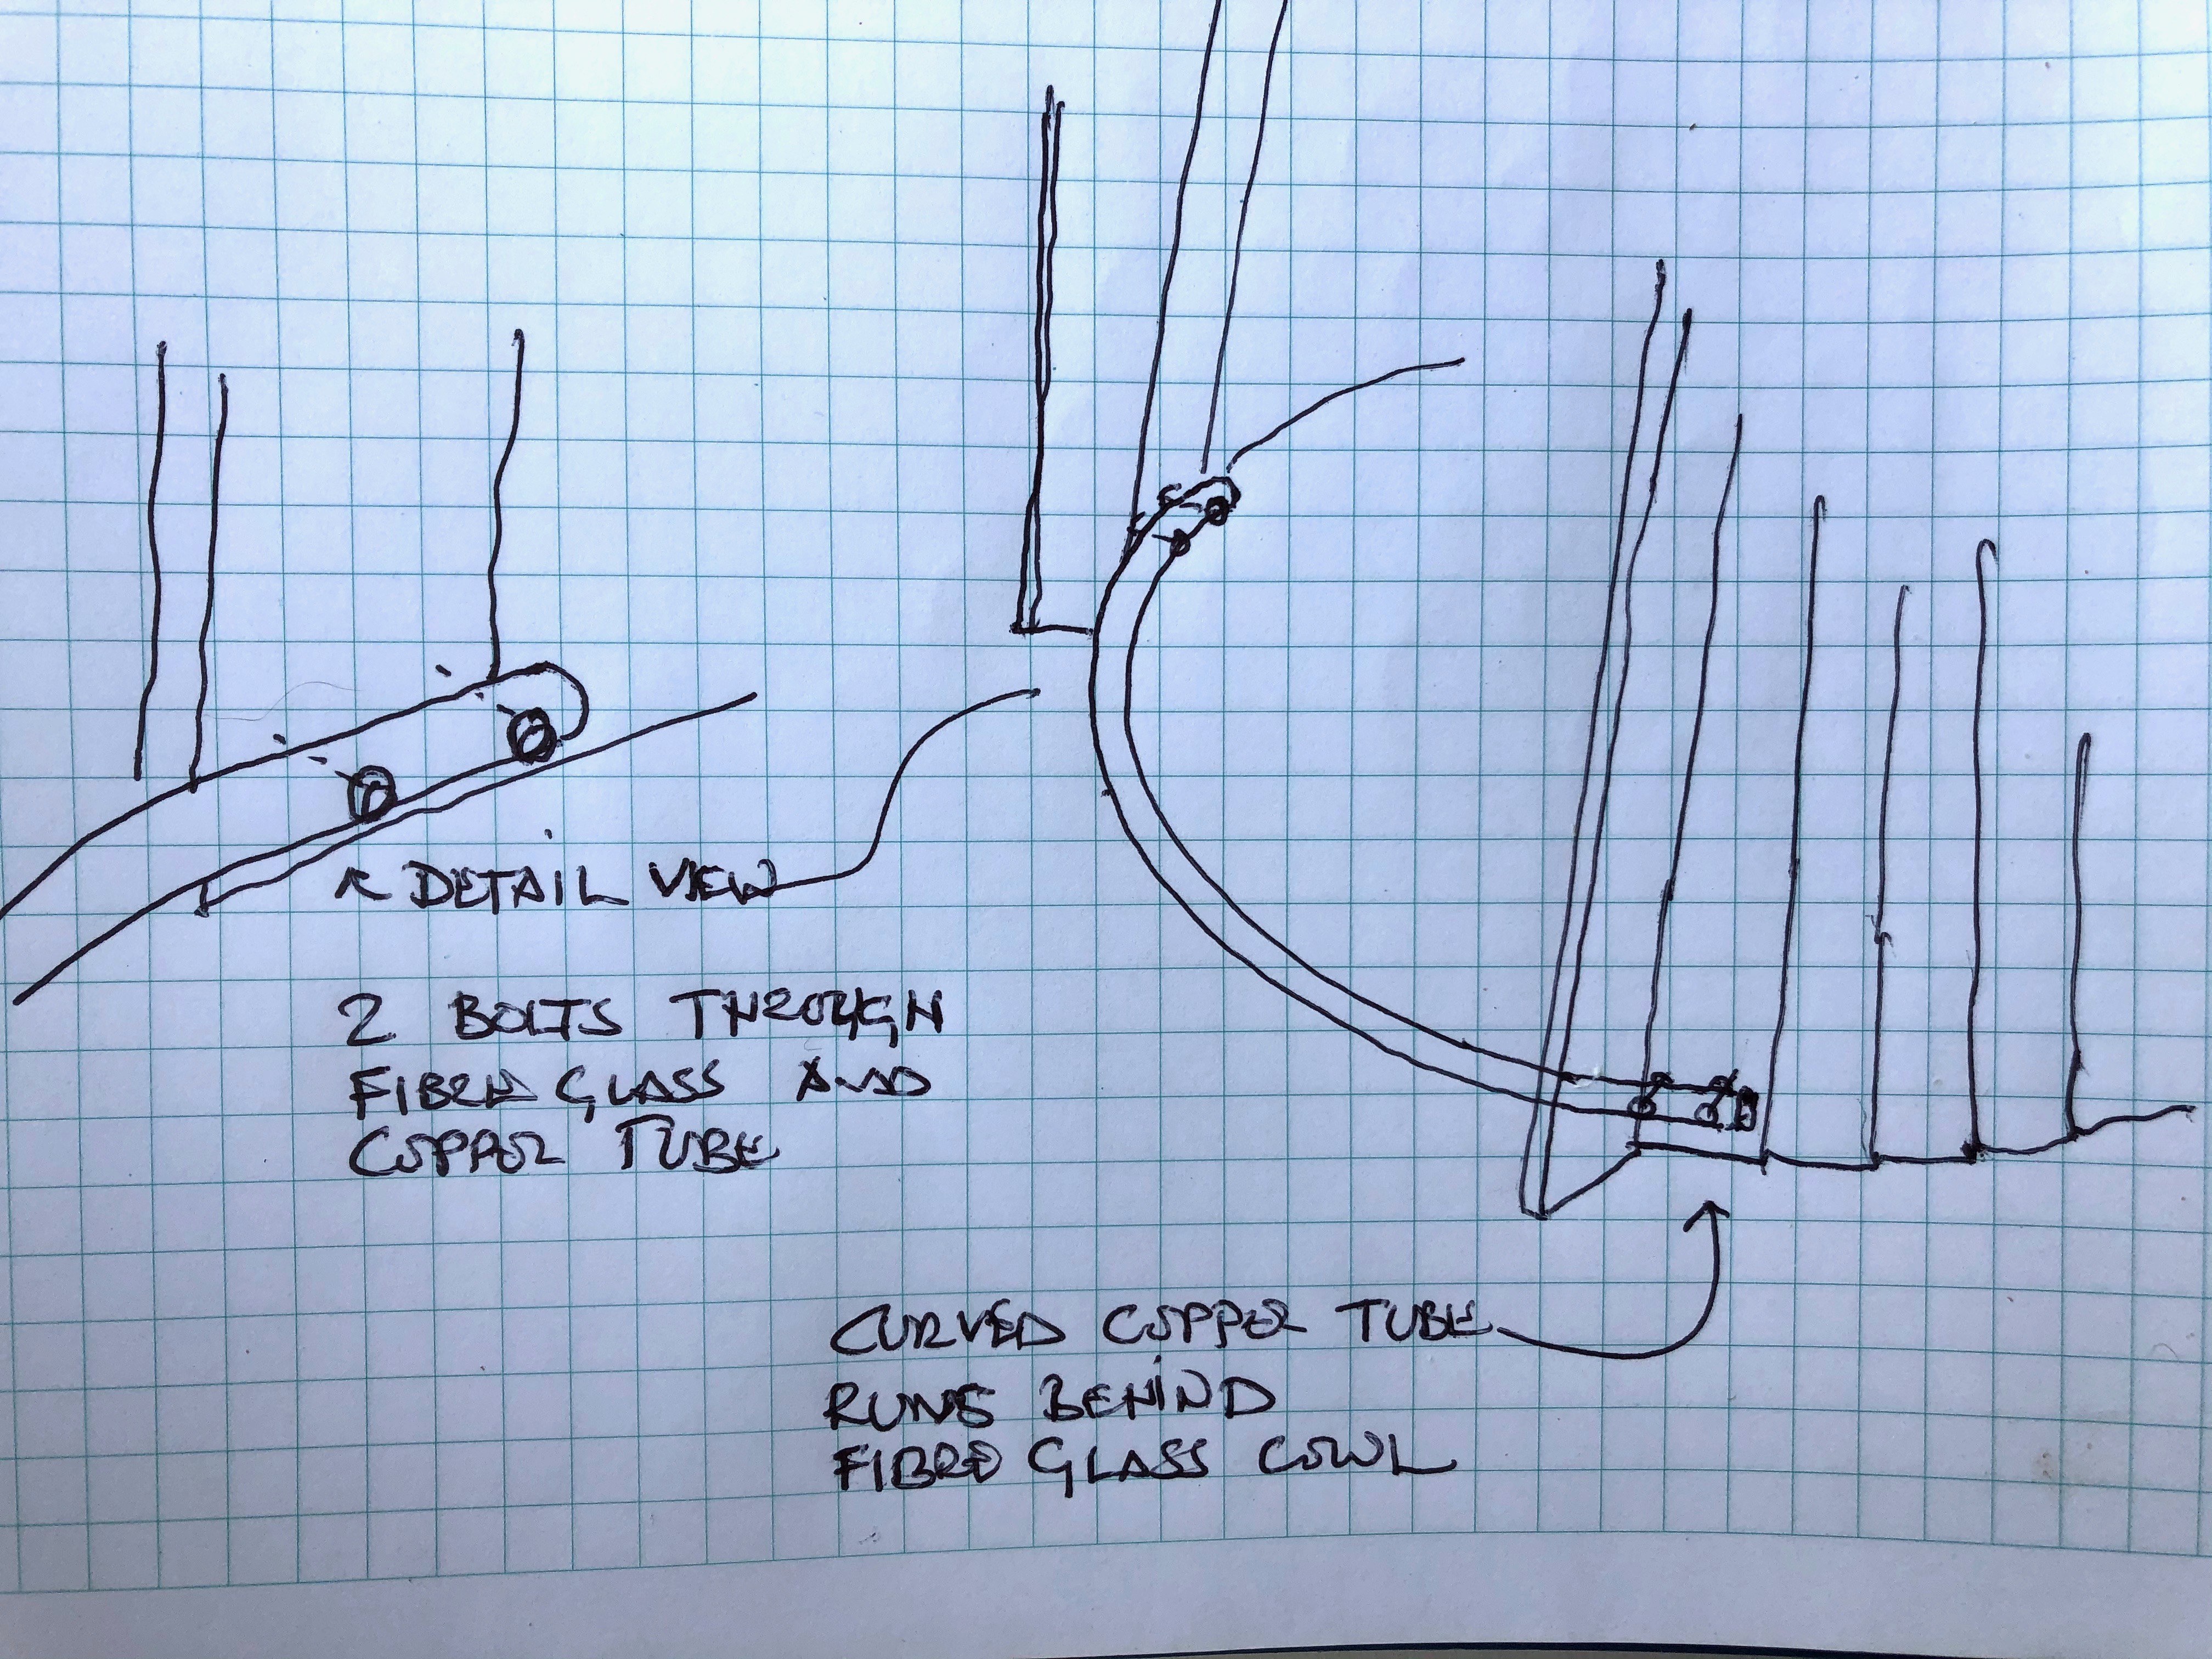 DETAIL VIEW
2 BOLTS THROUGH
FIBRE GLASS AND
COPPER TUBE
CURVED COPPER TUBE
RUNS BEHIND
FIBRE GLASS COWL